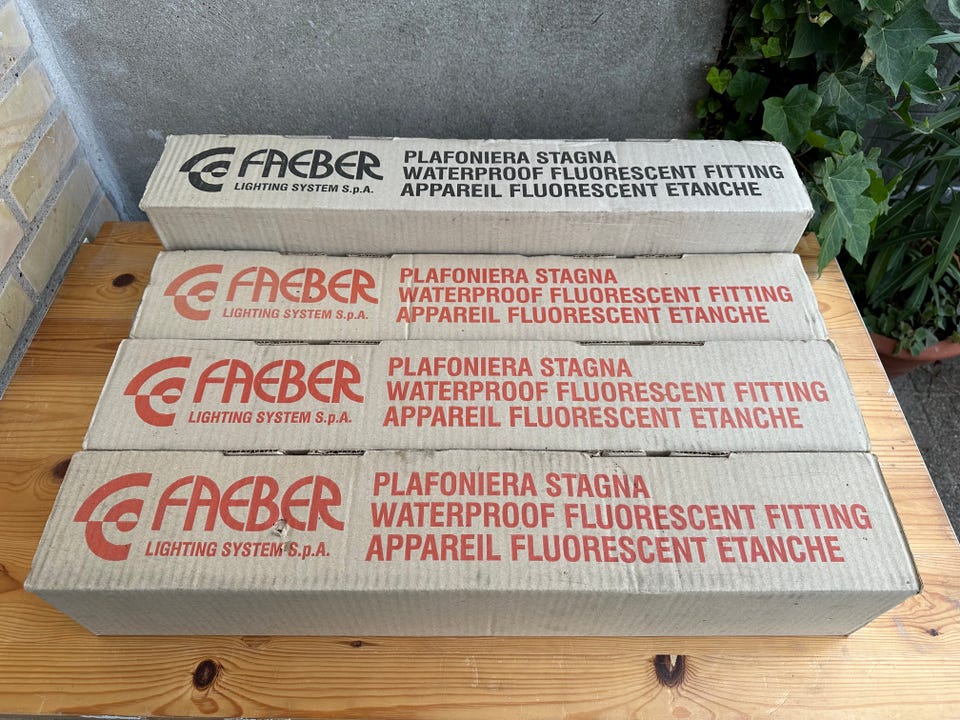 FAEBER
LIGHTING SYSTEM S.p.A.
PLAFONIERA STAGNA
WATERPROOF FLUORESCENT FITTING
APPAREIL FLUORESCENT ETANCHE
FAEBER
LIGHTING SYSTEM S.p.A.
PLAFONIERA STAGNA
WATERPROOF FLUORESCENT FITTING
APPAREIL FLUORESCENT ETANCHE
FAEBER
LIGHTING SYSTEM S.p.A.
PLAFONIERA STAGNA
WATERPROOF FLUORESCENT FITTING
APPAREIL FLUORESCENT ETANCHE
FAEBER
LIGHTING SYSTEM S.p.A.
PLAFONIERA STAGNA
WATERPROOF FLUORESCENT FITTING
APPAREIL FLUORESCENT ETANCHE